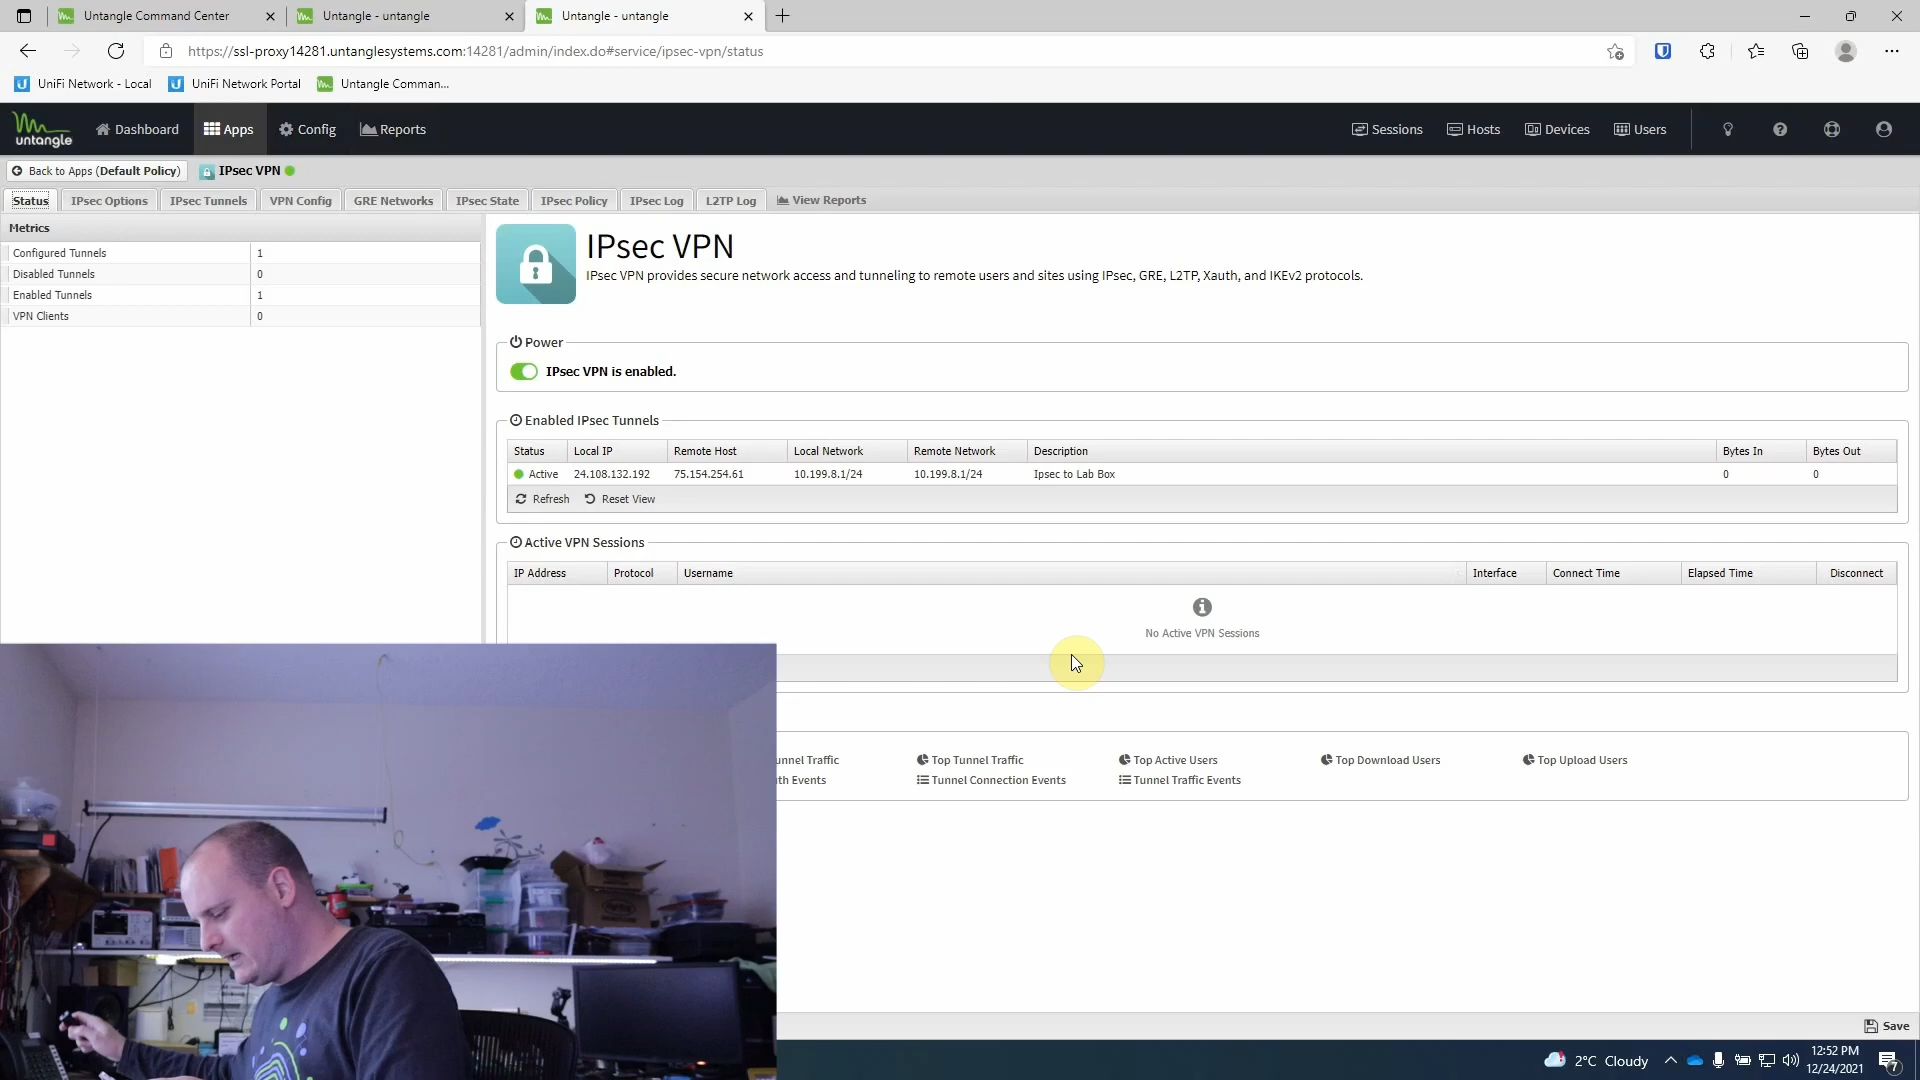 Untangle Command Center
Untangle - untangle
Untangle - untangle
https://ssl-proxy14281.untanglesystems.com:14281/admin/index.do#service/ipsec-vpn/status
UniFi Network - Local
UniFi Network Portal
Untangle Comman...
untangle
Dashboard
Apps
Config
Reports
Sessions
Hosts
Devices
Users
Back to Apps (Default Policy)
IPsec VPN
Status
IPsec Options
IPsec Tunnels
VPN Config
GRE Networks
IPsec State
IPsec Policy
IPsec Log
L2TP Log
View Reports
Metrics
Configured Tunnels 1
Disabled Tunnels 0
Enabled Tunnels 1
VPN Clients 0
IPsec VPN
IPsec VPN provides secure network access and tunneling to remote users and sites using IPsec, GRE, L2TP, Xauth, and IKEv2 protocols.
Power
IPsec VPN is enabled.
Enabled IPsec Tunnels
Status Local IP Remote Host Local Network Remote Network Description Bytes In Bytes Out
Active 24.108.132.192 75.154.254.61 10.199.8.1/24 10.199.8.1/24 Ipsec to Lab Box 0 0
Refresh Reset View
Active VPN Sessions
IP Address Protocol Username Interface Connect Time Elapsed Time Disconnect
No Active VPN Sessions
unnel Traffic Top Tunnel Traffic Top Active Users Top Download Users Top Upload Users
th Events Tunnel Connection Events Tunnel Traffic Events
Save
2°C Cloudy
12:52 PM
12/24/2021
7